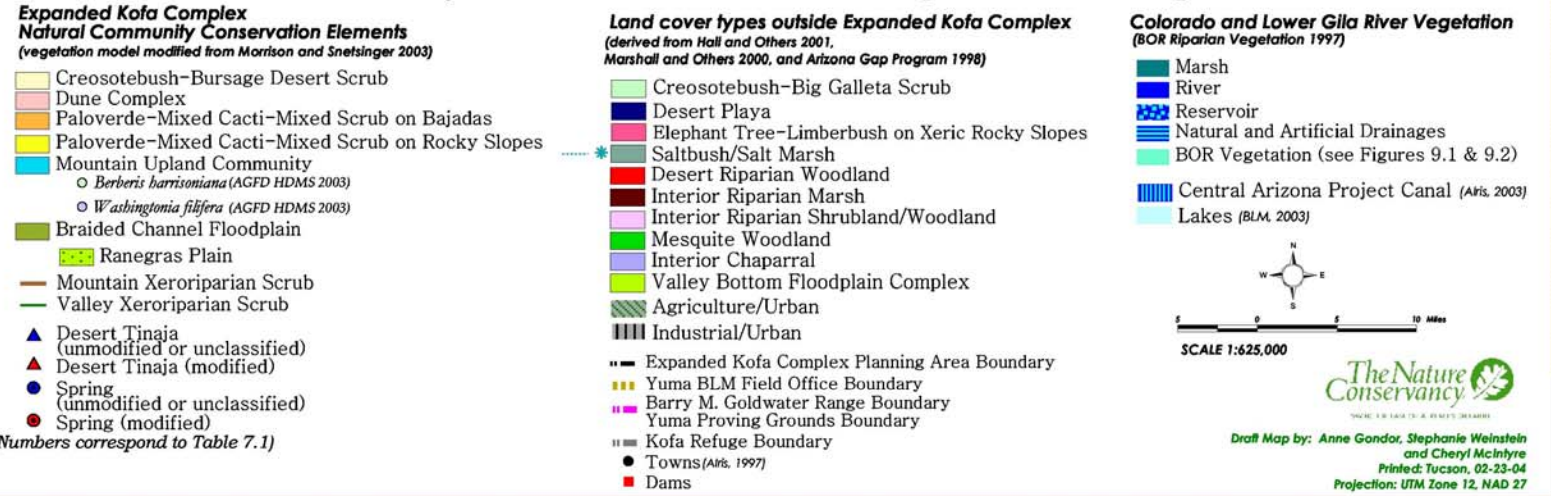 Expanded Kofa Complex
Natural Community Conservation Elements
(vegetation model modified from Morrison and Snetsinger 2003)
Creosotebush-Bursage Desert Scrub
Dune Complex
Paloverde-Mixed Cacti-Mixed Scrub on Bajadas
Paloverde-Mixed Cacti-Mixed Scrub on Rocky Slopes
Mountain Upland Community
Berberis harrisoniana (AGFD HDMS 2003)
Washingtonia filifera (AGFD HDMS 2003)
Braided Channel Floodplain
Ranegras Plain
Mountain Xeroriparian Scrub
Valley Xeroriparian Scrub
Desert Tinaja
(unmodified or unclassified)
Desert Tinaja (modified)
Spring
(unmodified or unclassified)
Spring (modified)
Numbers correspond to Table 7.1)
Land cover types outside Expanded Kofa Complex
(derived from Hall and Others 2001,
Marshall and Others 2000, and Arizona Gap Program 1998)
Creosotebush-Big Galleta Scrub
Desert Playa
Elephant Tree-Limberbush on Xeric Rocky Slopes
Saltbush/Salt Marsh
Desert Riparian Woodland
Interior Riparian Marsh
Interior Riparian Shrubland/Woodland
Mesquite Woodland
Interior Chaparral
Valley Bottom Floodplain Complex
Agriculture/Urban
Industrial/Urban
Expanded Kofa Complex Planning Area Boundary
Yuma BLM Field Office Boundary
Barry M. Goldwater Range Boundary
Yuma Proving Grounds Boundary
Kofa Refuge Boundary
Towns (Alris, 1997)
Dams
Colorado and Lower Gila River Vegetation
(BOR Riparian Vegetation 1997)
Marsh
River
Reservoir
Natural and Artificial Drainages
BOR Vegetation (see Figures 9.1 & 9.2)
Central Arizona Project Canal (Alris, 2003)
Lakes (BLM, 2003)
N
W E
S
5 0 5 10 Miles
SCALE 1:625,000
The Nature
Conservancy
Draft Map by: Anne Gondor, Stephanie Weinstein
and Cheryl McIntyre
Printed: Tucson, 02-23-04
Projection: UTM Zone 12, NAD 27